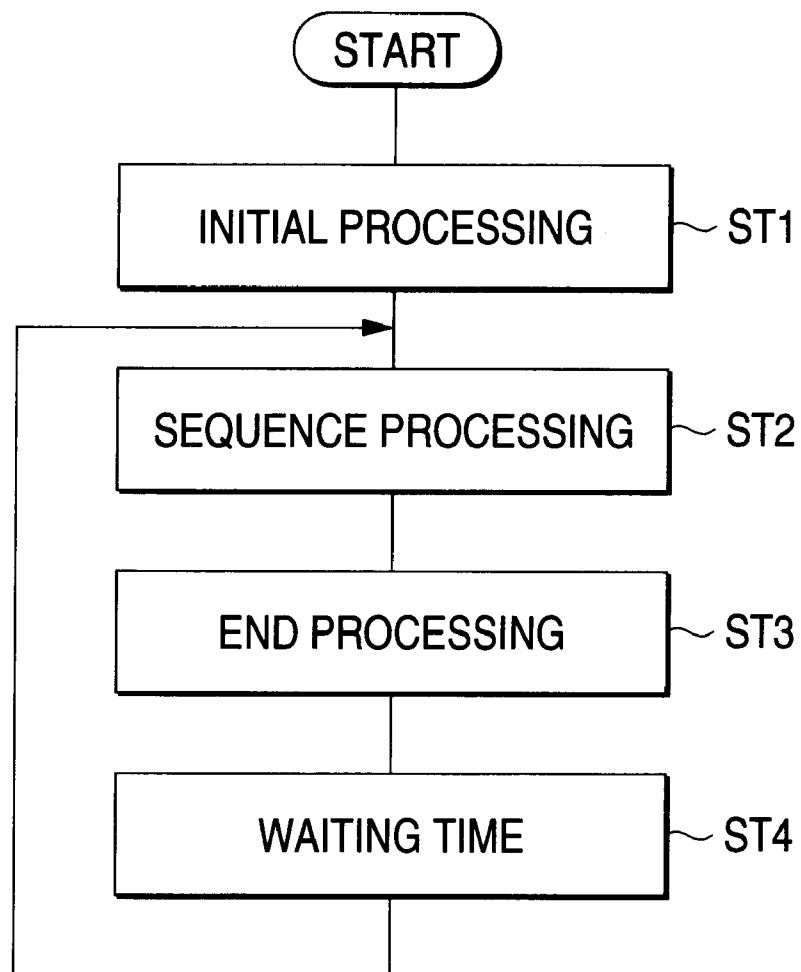 START
INITIAL PROCESSING
ST1
SEQUENCE PROCESSING
ST2
END PROCESSING
ST3
WAITING TIME
ST4